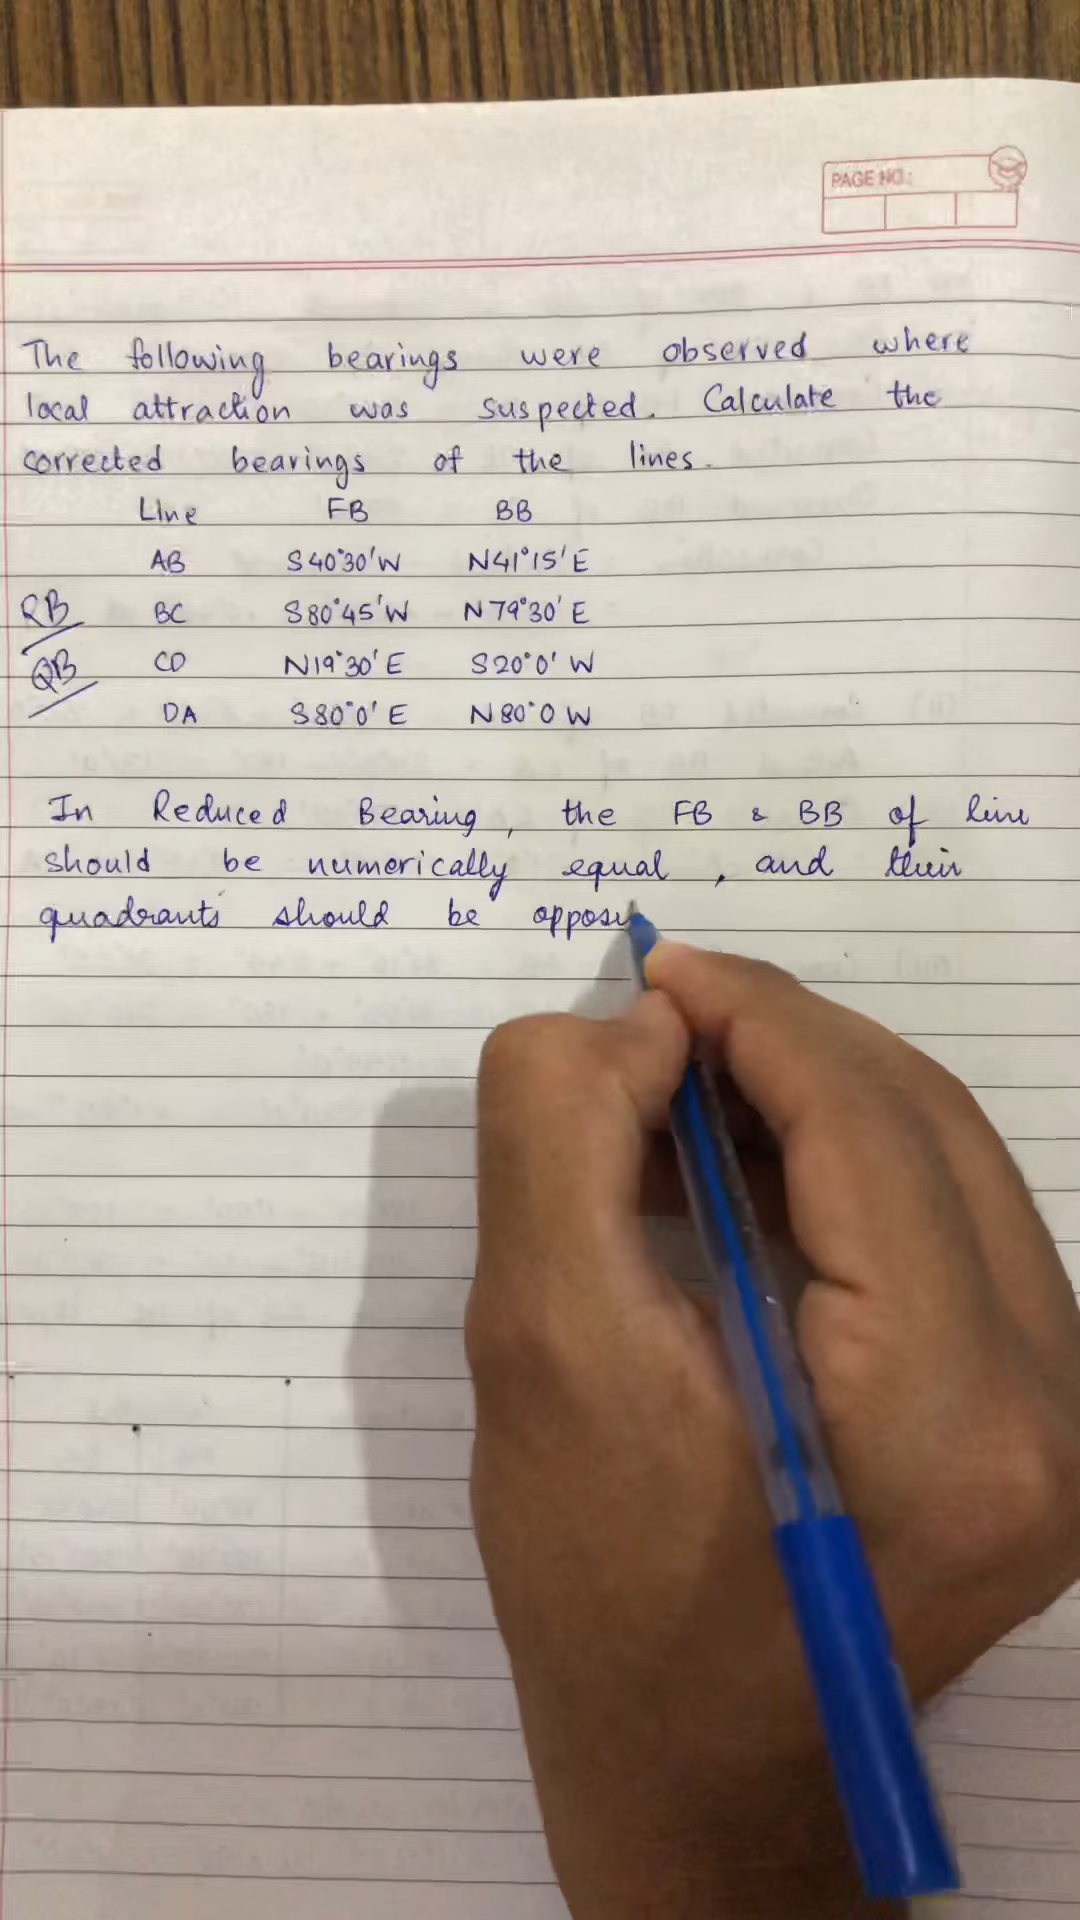 PAGE NO.:
The following bearings were observed where
local attraction was suspected. Calculate the
corrected bearings of the lines.
Line FB BB
AB S40°30'W N41°15'E
RB BC S80°45'W N79°30'E
QB CD N19°30'E S20°0'W
DA S80°0'E N80°0W
In Reduced Bearing, the FB & BB of line
should be numerically equal, and their
quadrants should be opposi